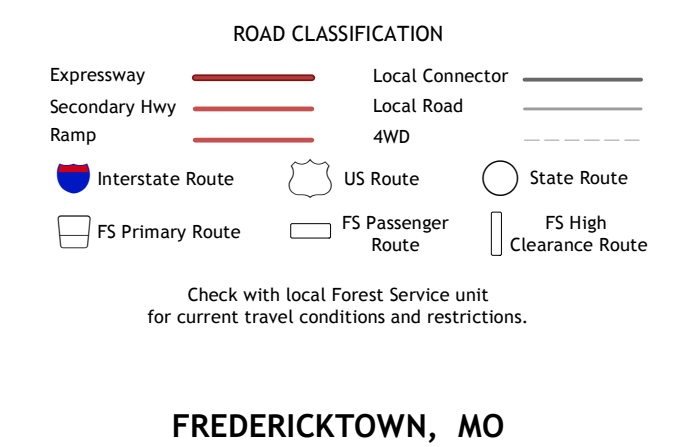 ROAD CLASSIFICATION
Expressway
Local Connector
Secondary Hwy
Local Road
Ramp
4WD
Interstate Route
US Route
State Route
FS Primary Route
FS Passenger
Route
FS High
Clearance Route
Check with local Forest Service unit
for current travel conditions and restrictions.
FREDERICKTOWN, MO